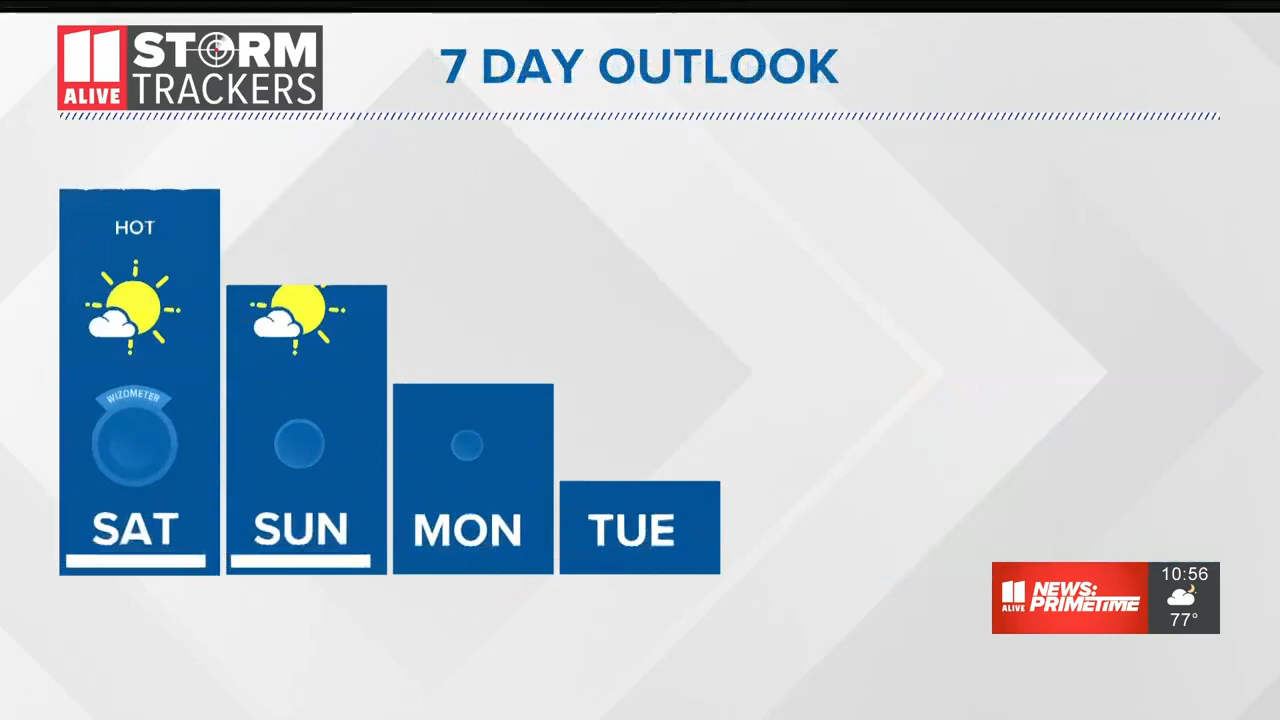 11 ALIVE
STORM
TRACKERS
7 DAY OUTLOOK
HOT
WIZOMETER
SAT
SUN
MON
TUE
11 ALIVE
NEWS:
PRIMETIME
10:56
77°